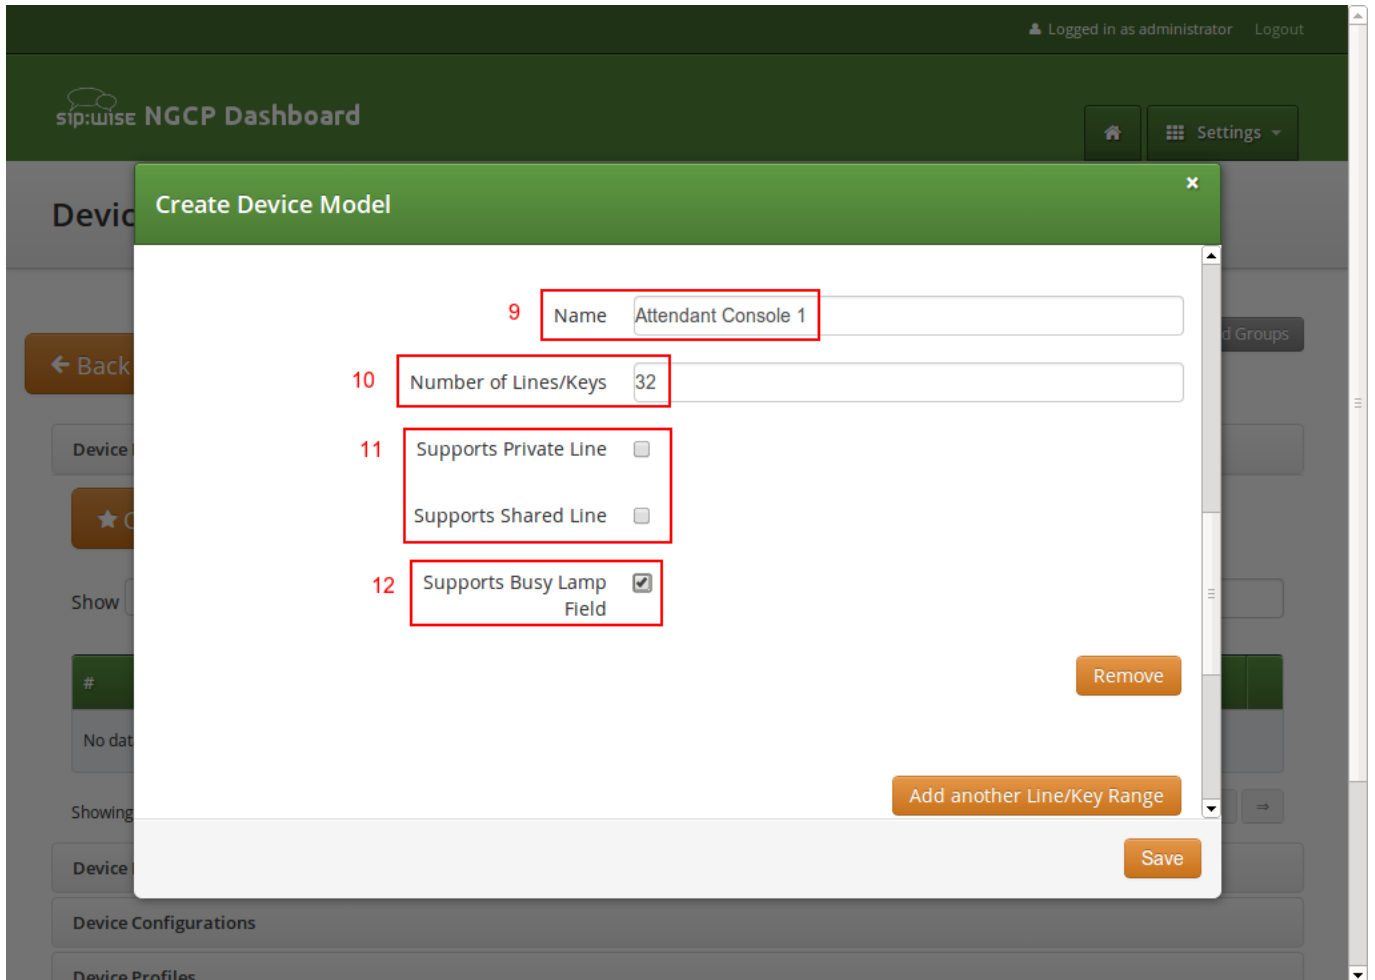 Logged in as administrator Logout
sip:wise NGCP Dashboard
Settings
Devic
Create Device Model
9 Name Attendant Console 1
d Groups
Back
10 Number of Lines/Keys 32
Device
11 Supports Private Line
Supports Shared Line
Show
12 Supports Busy Lamp
Field
#
Remove
No dat
Add another Line/Key Range
Showing
Save
Device
Device Configurations
Device Profiles